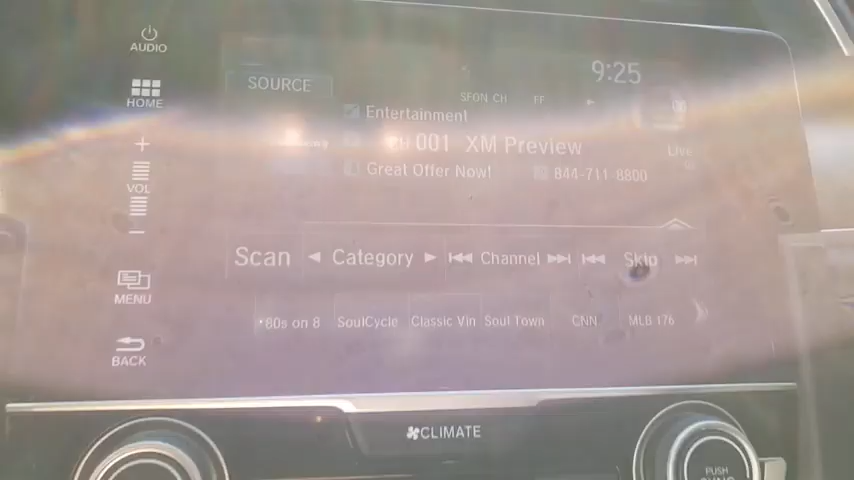 AUDIO
HOME
VOL
MENU
BACK
SOURCE
9:25
Entertainment
001 XM Preview
Great Offer Now!
844-711-8800
Live
Scan
Category
Channel
Skip
80s on 8
SoulCycle
Classic Vin
Soul Town
CNN
MLB 176
CLIMATE
PUSH